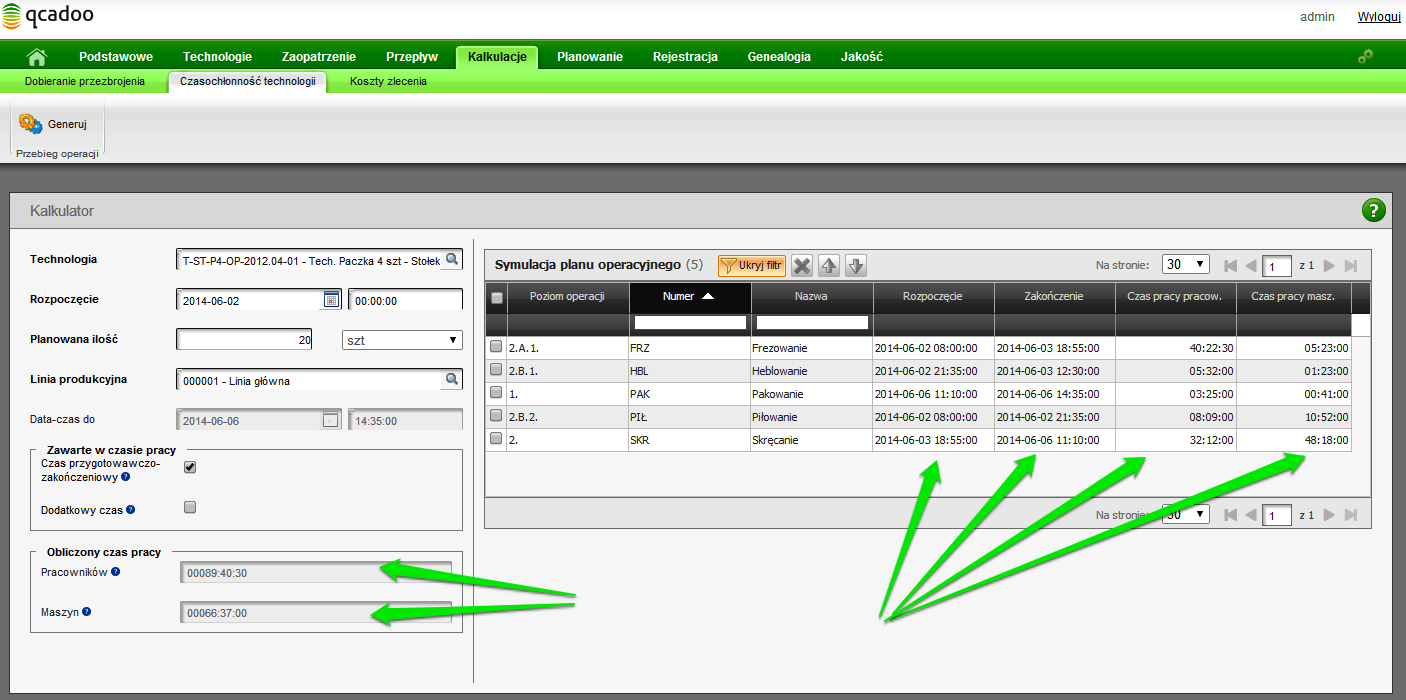 qcadoo
admin Wyloguj
Podstawowe Technologie Zaopatrzenie Przepływ Kalkulacje Planowanie Rejestracja Genealogia Jakość
Dobieranie przezbrojenia Czasochłonność technologii Koszty zlecenia
Generuj
Przebieg operacji
Kalkulator
?
Technologia T-ST-P4-OP-2012.04-01 - Tech. Paczka 4 szt - Stołek
Rozpoczęcie 2014-06-02 00:00:00
Planowana ilość 20 szt
Linia produkcyjna 000001 - Linia główna
Data-czas do 2014-06-06 14:35:00
Zawarte w czasie pracy
Czas przygotowawczo-
zakończeniowy ?
Dodatkowy czas ?
Obliczony czas pracy
Pracowników ? 00089:40:30
Maszyn ? 00066:37:00
Symulacja planu operacyjnego (5) Ukryj filtr Na stronie: 30 1 z 1
Poziom operacji Numer Nazwa Rozpoczęcie Zakończenie Czas pracy pracow. Czas pracy masz.
2.A.1. FRZ Frezowanie 2014-06-02 08:00:00 2014-06-03 18:55:00 40:22:30 05:23:00
2.B.1. HBL Heblowanie 2014-06-02 21:35:00 2014-06-03 12:30:00 05:32:00 01:23:00
1. PAK Pakowanie 2014-06-06 11:10:00 2014-06-06 14:35:00 03:25:00 00:41:00
2.B.2. PIŁ Piłowanie 2014-06-02 08:00:00 2014-06-02 21:35:00 08:09:00 10:52:00
2. SKR Skręcanie 2014-06-03 18:55:00 2014-06-06 11:10:00 32:12:00 48:18:00
Na stronie: 30 1 z 1